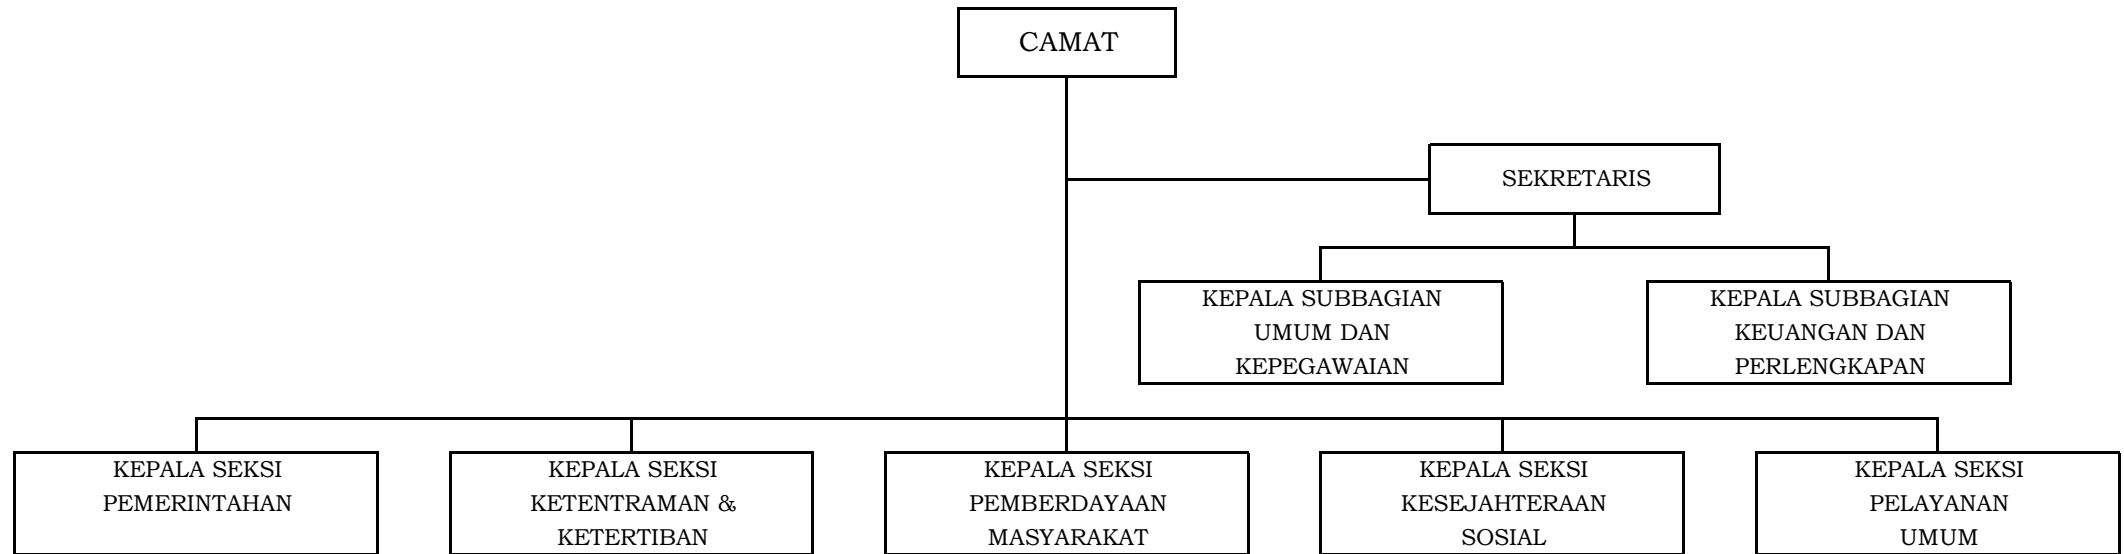 CAMAT
SEKRETARIS
KEPALA SUBBAGIAN
UMUM DAN
KEPEGAWAIAN
KEPALA SUBBAGIAN
KEUANGAN DAN
PERLENGKAPAN
KEPALA SEKSI
PEMERINTAHAN
KEPALA SEKSI
KETENTRAMAN &
KETERTIBAN
KEPALA SEKSI
PEMBERDAYAAN
MASYARAKAT
KEPALA SEKSI
KESEJAHTERAAN
SOSIAL
KEPALA SEKSI
PELAYANAN
UMUM